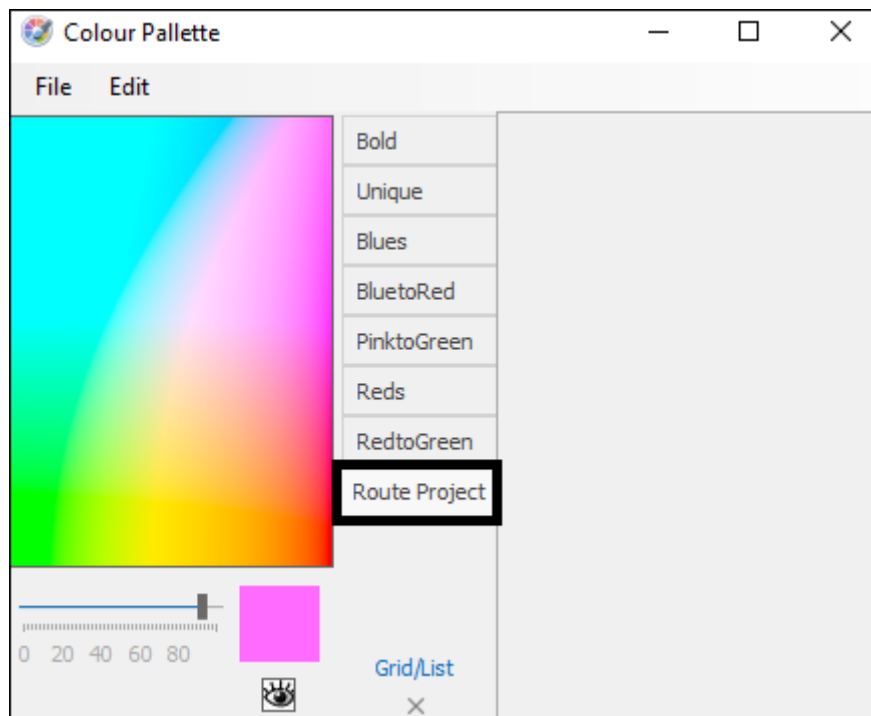 Colour Pallette
File Edit
Bold
Unique
Blues
BluetoRed
PinktoGreen
Reds
RedtoGreen
Route Project
0 20 40 60 80
Grid/List